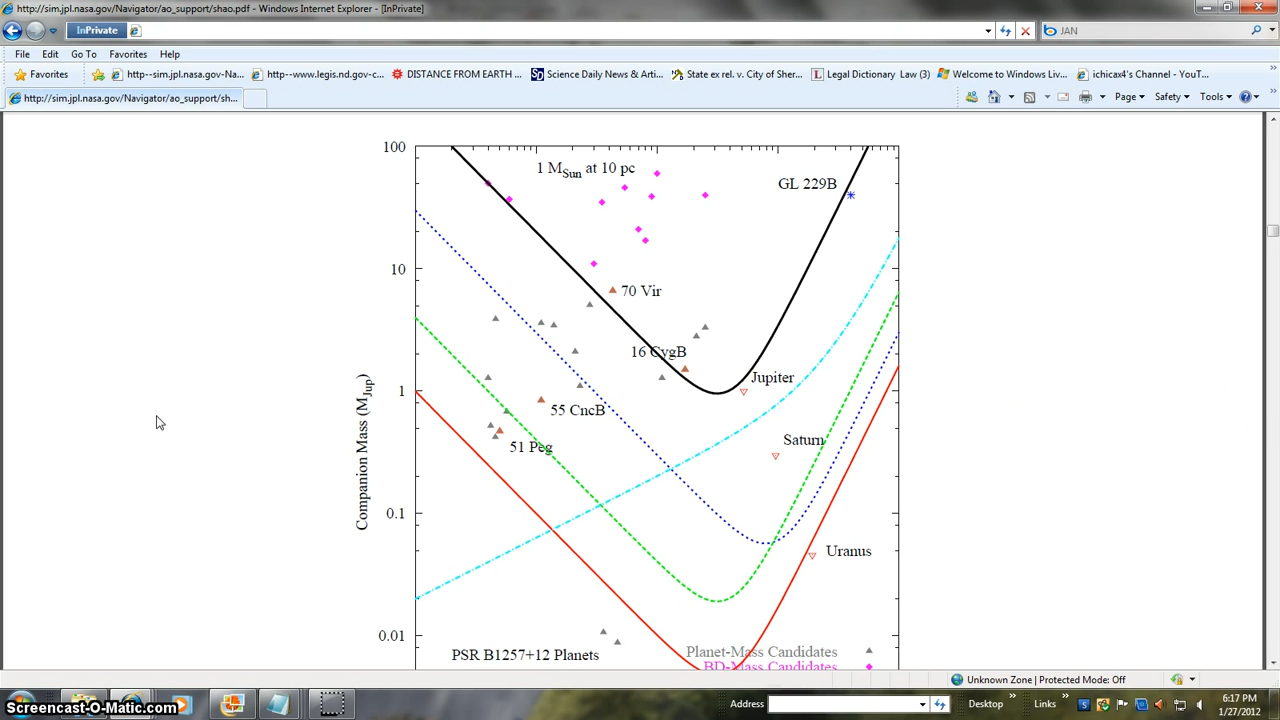 http://sim.jpl.nasa.gov/Navigator/ao_support/shao.pdf - Windows Internet Explorer - [InPrivate]
InPrivate
JAN
File Edit Go To Favorites Help
Favorites http--sim.jpl.nasa.gov-Na... http--www.legis.nd.gov-c... DISTANCE FROM EARTH ... Science Daily News & Arti... State ex rel. v. City of Sher... Legal Dictionary Law (3) Welcome to Windows Liv... ichicax4's Channel - YouT...
http://sim.jpl.nasa.gov/Navigator/ao_support/sh... Page Safety Tools
100
1 MSun at 10 pc
GL 229B
10
70 Vir
16 CygB
Jupiter
1
55 CncB
Companion Mass (MJup)
Saturn
51 Peg
0.1
Uranus
0.01
PSR B1257+12 Planets
Planet-Mass Candidates
BD-Mass Candidates
Unknown Zone | Protected Mode: Off
Screencast-O-Matic.com
Address
Desktop
Links
6:17 PM
1/27/2012